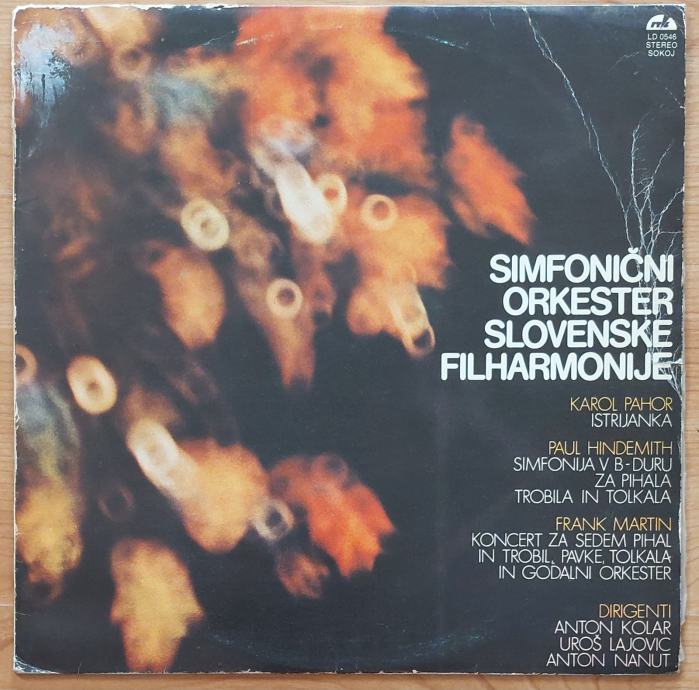 rtb
LD 0546
STEREO
SOKOJ
SIMFONIČNI
ORKESTER
SLOVENSKE
FILHARMONIJE
KAROL PAHOR
ISTRIJANKA
PAUL HINDEMITH
SIMFONIJA V B-DURU
ZA PIHALA
TROBILA IN TOLKALA
FRANK MARTIN
KONCERT ZA SEDEM PIHAL
IN TROBIL, PAVKE, TOLKALA
IN GODALNI ORKESTER
DIRIGENTI
ANTON KOLAR
UROŠ LAJOVIC
ANTON NANUT